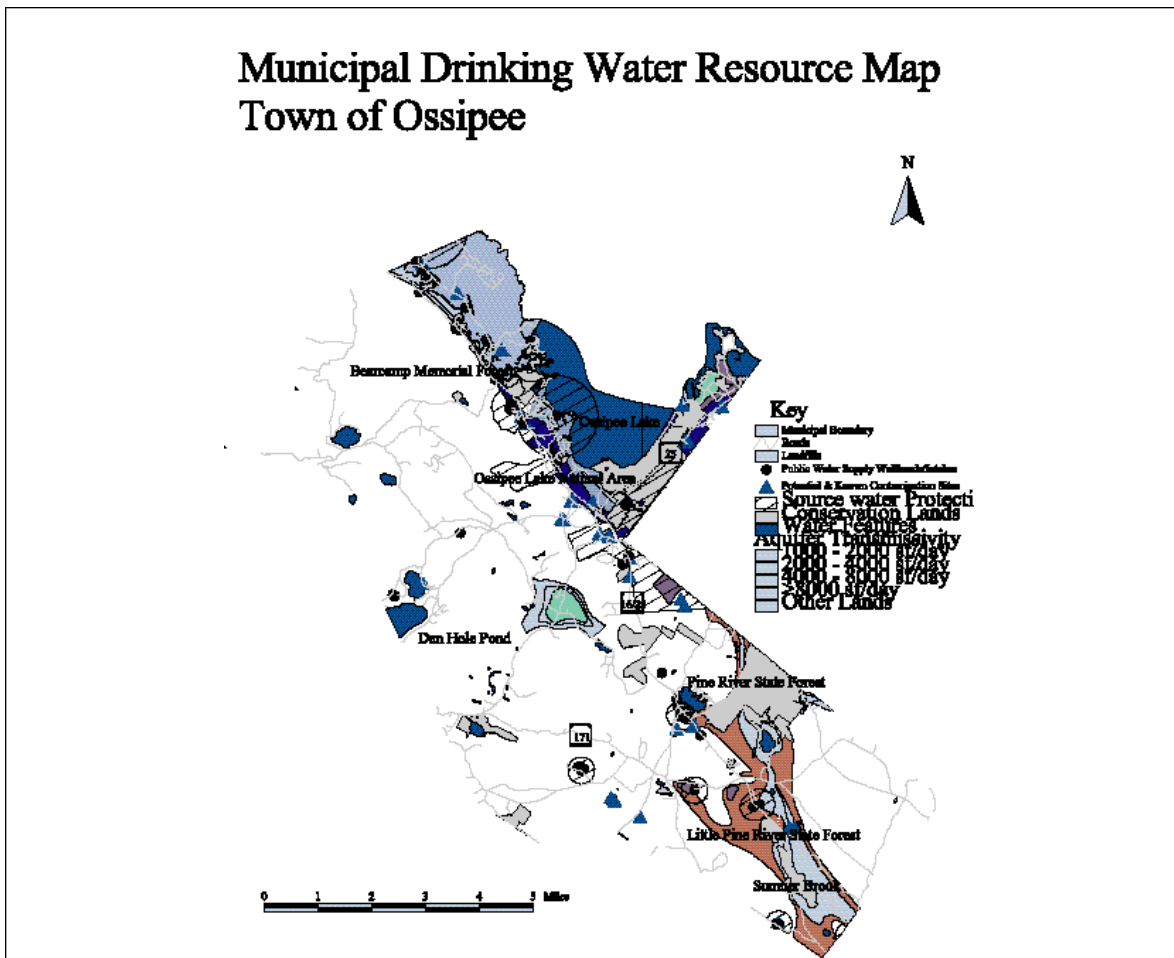 Municipal Drinking Water Resource Map
Town of Ossipee
N
Bearcamp Memorial Forest
Ossipee Lake
25
Ossipee Lake Natural Area
Key
Municipal Boundary
Roads
Landfills
Public Water Supply
Potential & Known Contamination Sites
Source water Protecti
Conservation Lands
Water Features
Aquifer Transmissivity
1000 - 2000 sf/day
2000 - 4000 sf/day
4000 - 8000 sf/day
>8000 sf/day
Other Lands
Dan Hole Pond
Pine River State Forest
171
Little Pine River State Forest
Sumner Brook
0 1 2 3 4 5 Miles